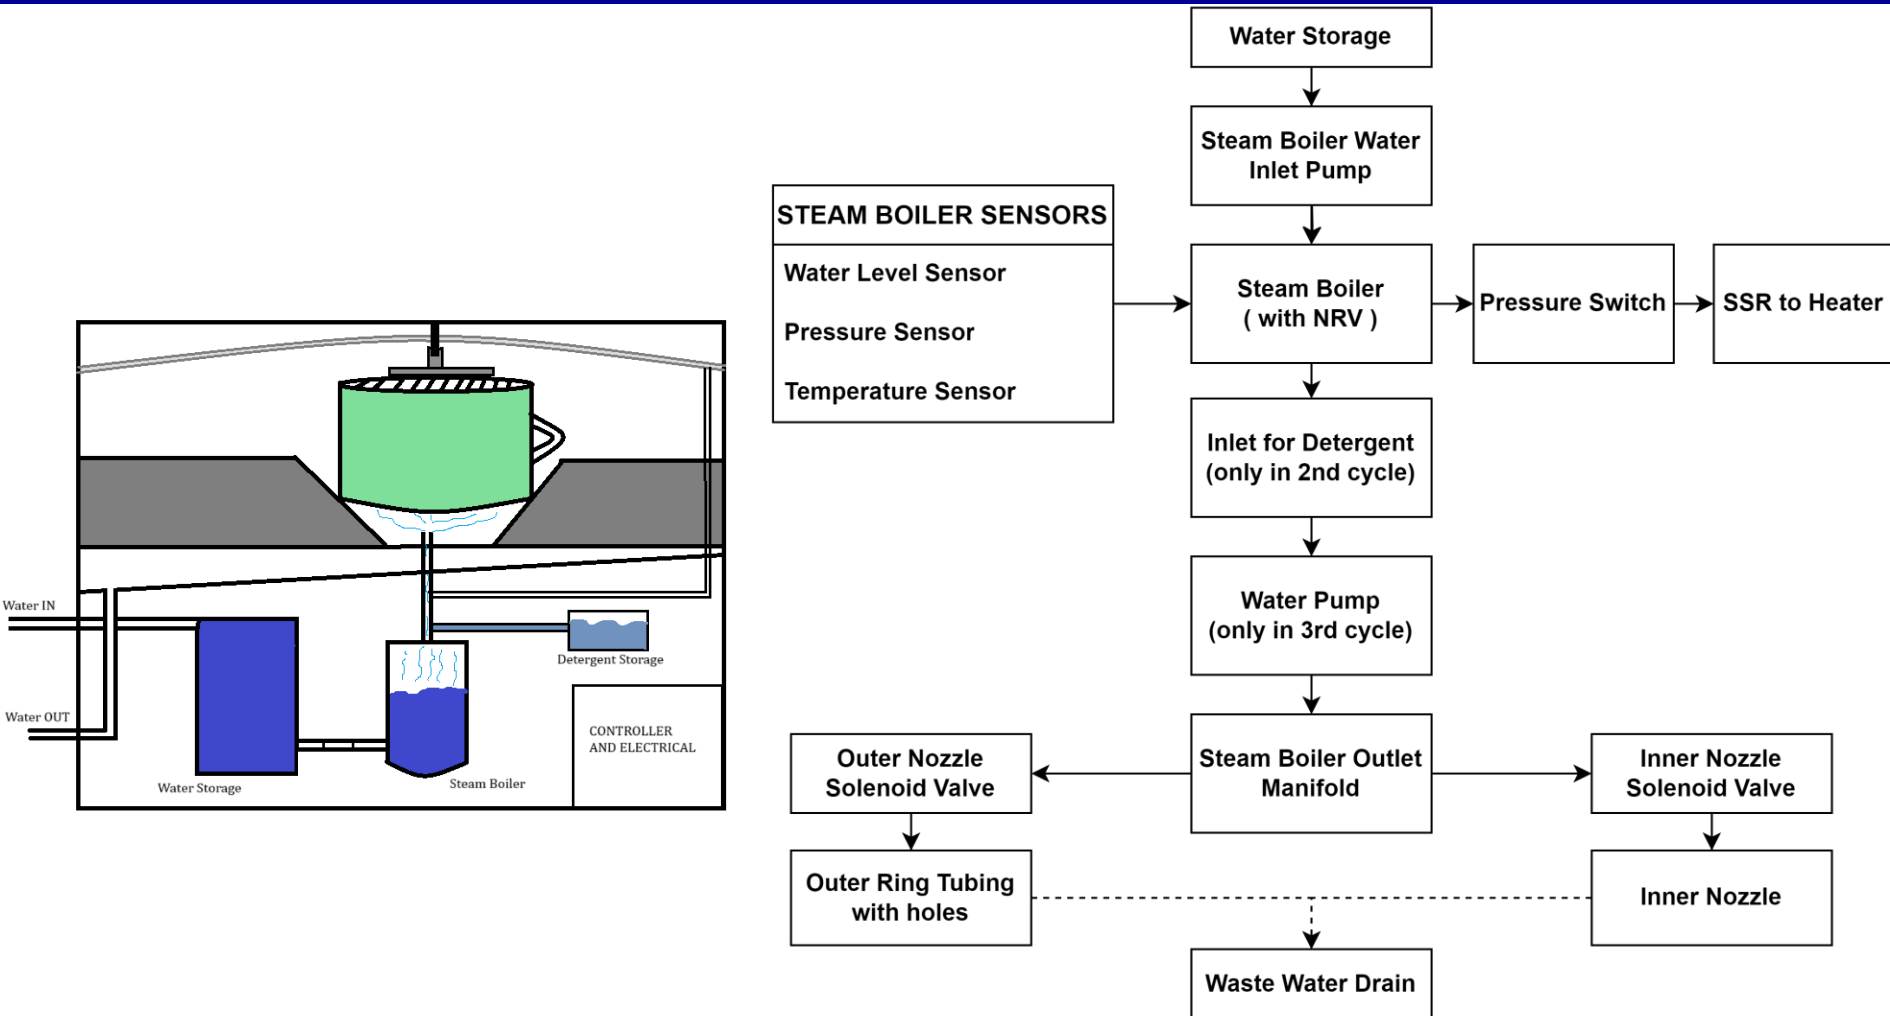 Water IN
Water OUT
Water Storage
Steam Boiler
Detergent Storage
CONTROLLER
AND ELECTRICAL
Water Storage
Steam Boiler Water
Inlet Pump
STEAM BOILER SENSORS
Water Level Sensor
Pressure Sensor
Temperature Sensor
Steam Boiler
( with NRV )
Pressure Switch
SSR to Heater
Inlet for Detergent
(only in 2nd cycle)
Water Pump
(only in 3rd cycle)
Outer Nozzle
Solenoid Valve
Steam Boiler Outlet
Manifold
Inner Nozzle
Solenoid Valve
Outer Ring Tubing
with holes
Inner Nozzle
Waste Water Drain